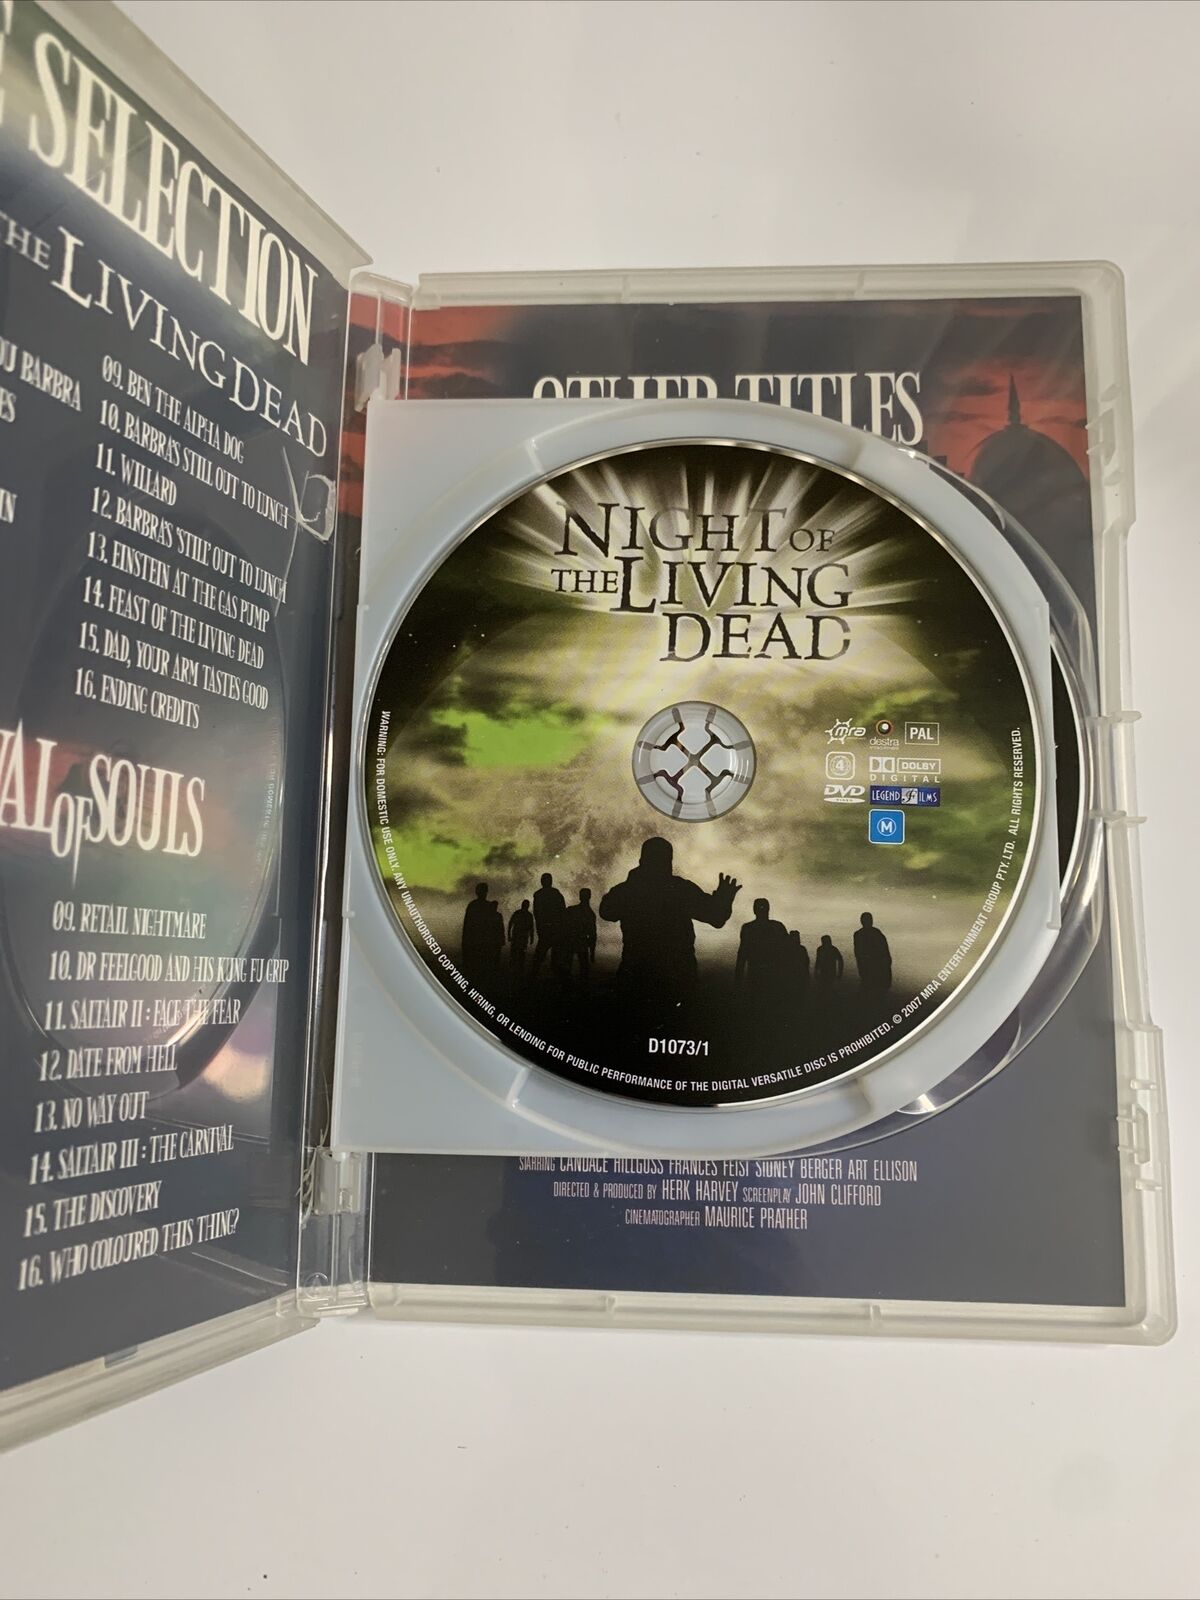 SELECTION
THE LIVING DEAD
BARBRA
09. BEN THE ALPHA DOG
10. BARBRA'S STILL OUT TO LUNCH
11. WILLARD
12. BARBRA'S 'STILL' OUT TO LUNCH
13. EINSTEIN AT THE GAS PUMP
14. FEAST OF THE LIVING DEAD
15. DAD, YOUR ARM TASTES GOOD
16. ENDING CREDITS
OF SOULS
09. RETAIL NIGHTMARE
10. DR FEELGOOD AND HIS KUNG FU GRIP
11. SALTAIR II : FACE THE FEAR
12. DATE FROM HELL
13. NO WAY OUT
14. SALTAIR III : THE CARNIVAL
15. THE DISCOVERY
16. WHO COLOURED THIS THING?
OTHER TITLES
NIGHT OF
THE LIVING
DEAD
mra
destra
PAL
4
DOLBY
DIGITAL
DVD
VIDEO
LEGEND FILMS
M
WARNING: FOR DOMESTIC USE ONLY. ANY UNAUTHORISED COPYING, HIRING, OR LENDING FOR PUBLIC PERFORMANCE OF THE DIGITAL VERSATILE DISC IS PROHIBITED. © 2007 MRA ENTERTAINMENT GROUP PTY. LTD. ALL RIGHTS RESERVED.
D1073/1
STARRING CANDACE HILLGOSS FRANCES FEIST SIDNEY BERGER ART ELLISON
DIRECTED & PRODUCED BY HERK HARVEY SCREENPLAY JOHN CLIFFORD
CINEMATOGRAPHER MAURICE PRATHER